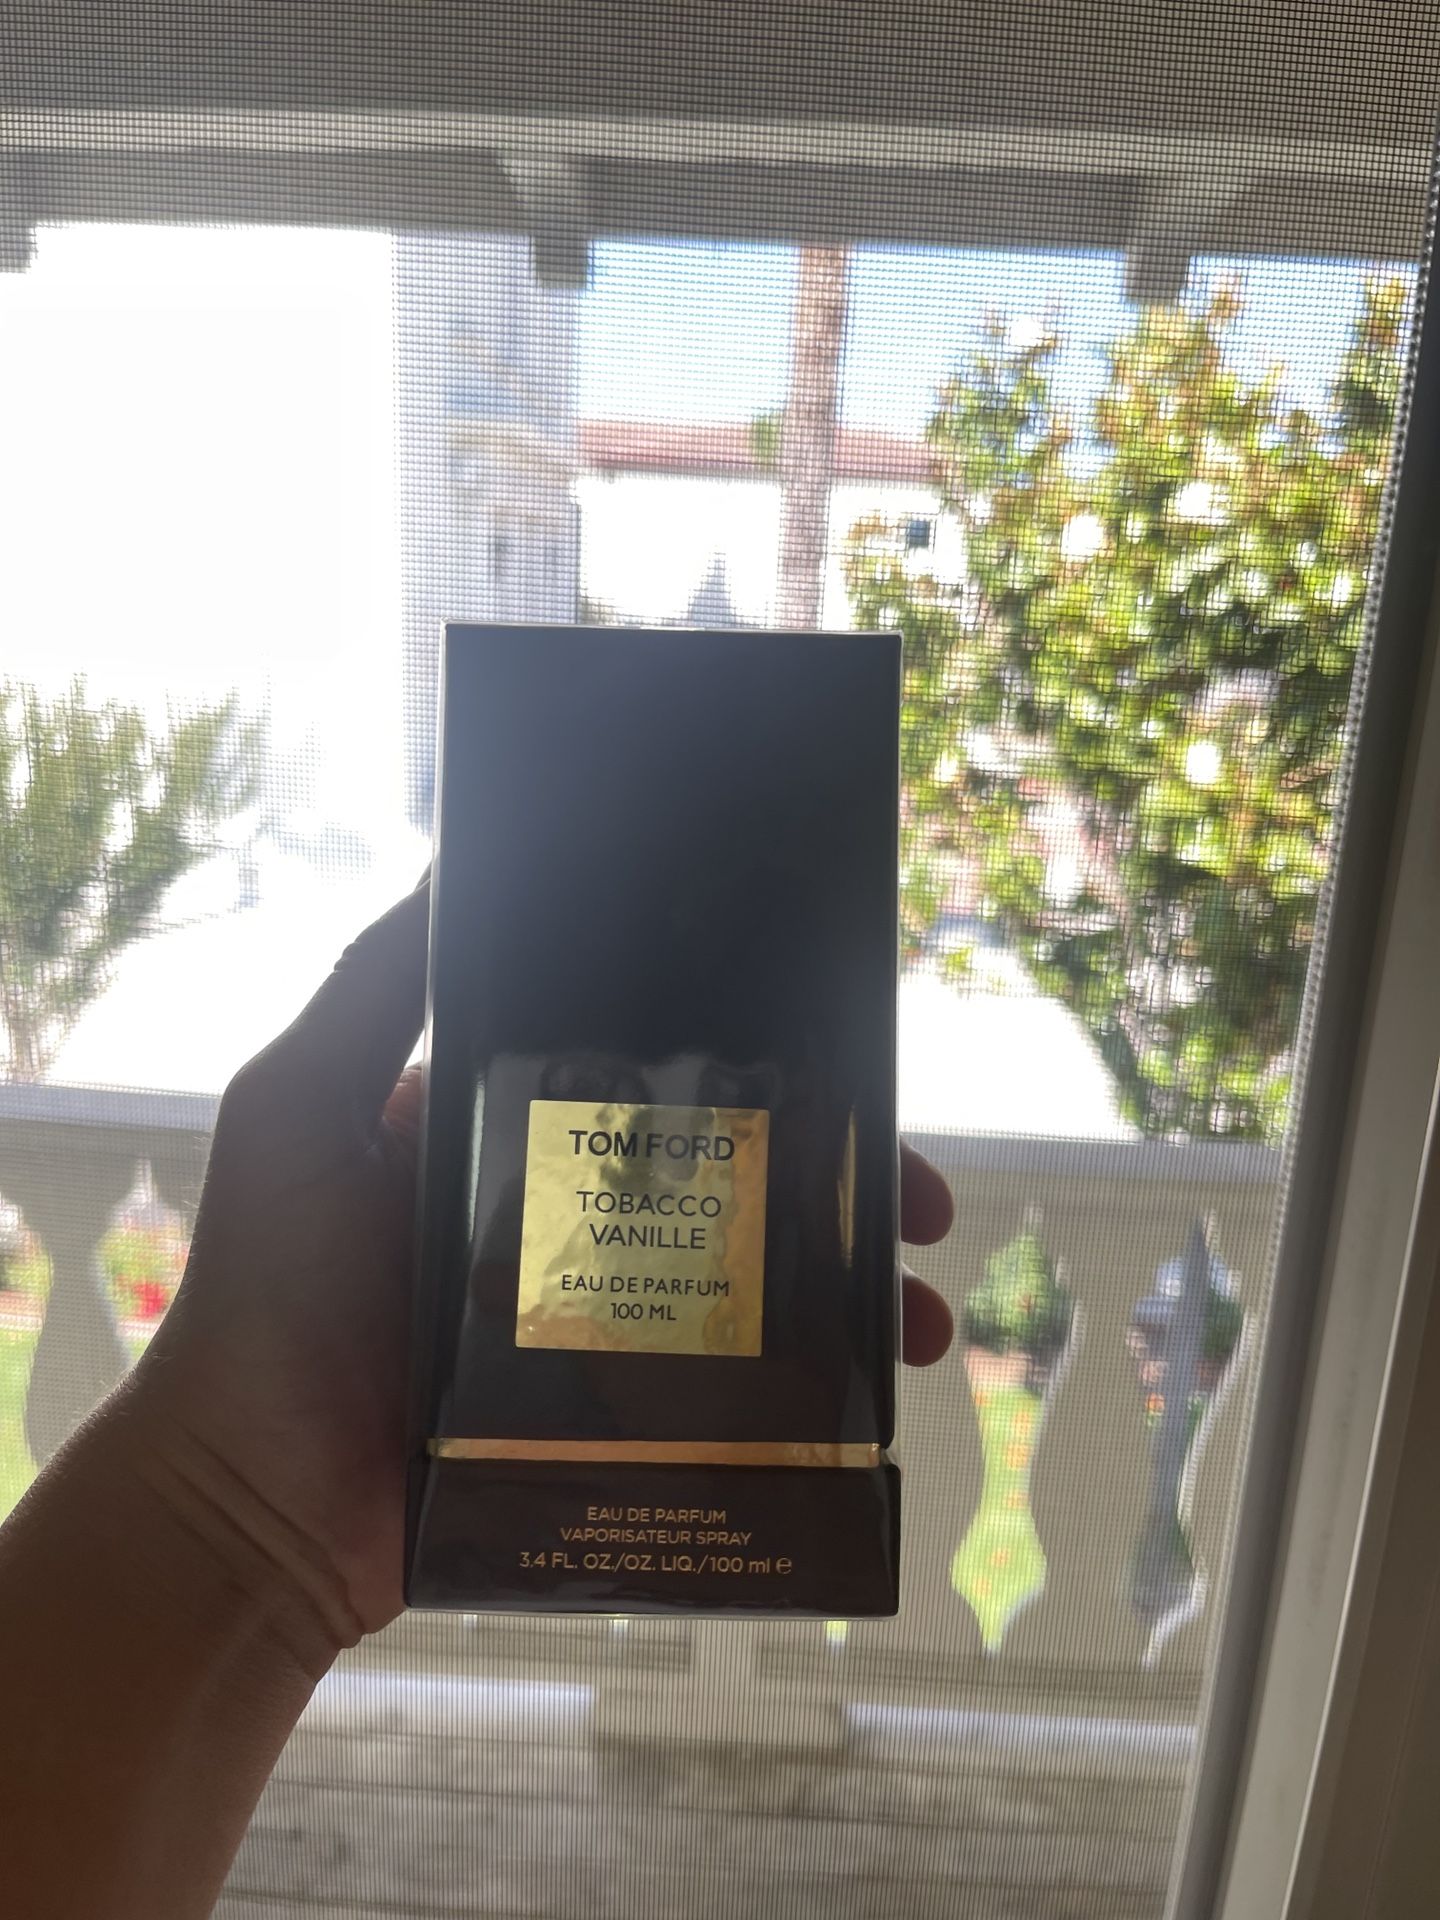 TOM FORD
TOBACCO
VANILLE
EAU DE PARFUM
100 ML
EAU DE PARFUM
VAPORISATEUR SPRAY
3.4 FL. OZ./OZ. LIQ./100 ml ℮